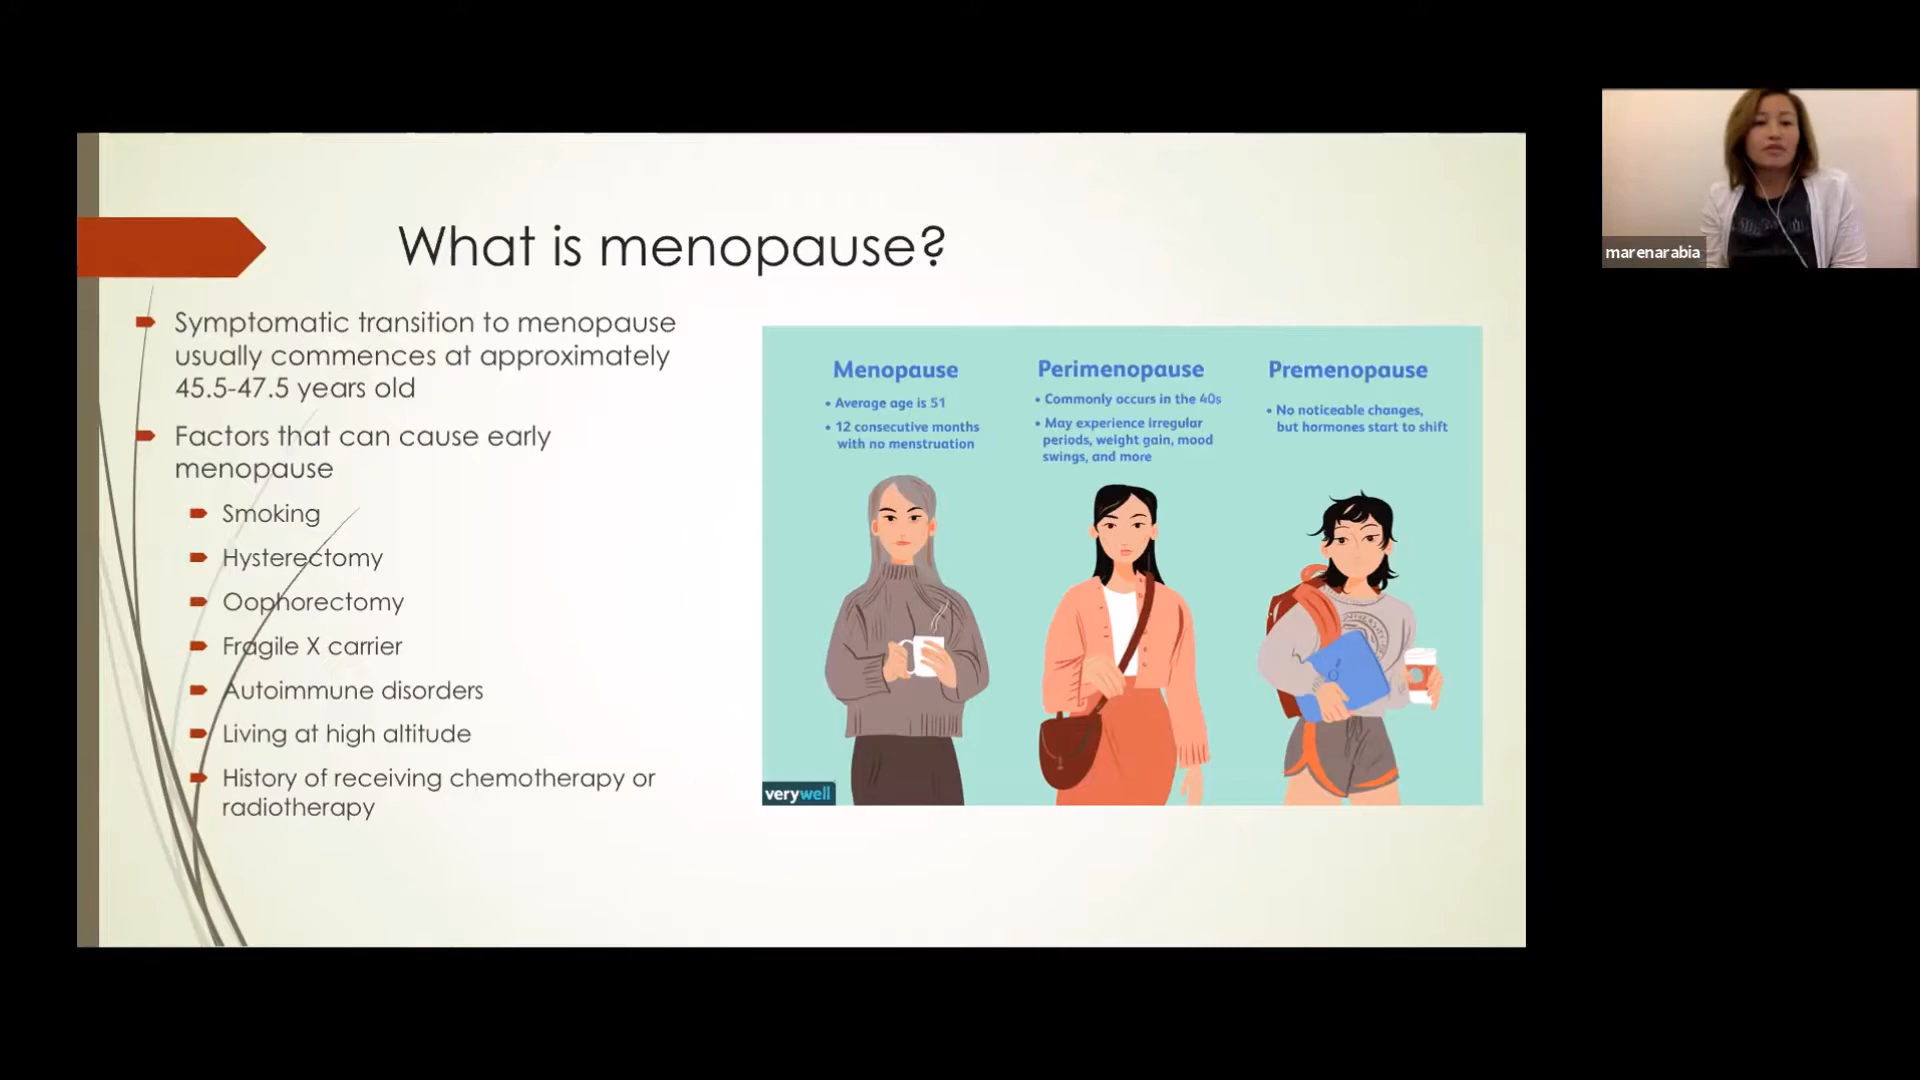 What is menopause?
Symptomatic transition to menopause
usually commences at approximately
45.5-47.5 years old
Factors that can cause early
menopause
Smoking
Hysterectomy
Oophorectomy
Fragile X carrier
Autoimmune disorders
Living at high altitude
History of receiving chemotherapy or
radiotherapy
Menopause
• Average age is 51
• 12 consecutive months
with no menstruation
Perimenopause
• Commonly occurs in the 40s
• May experience irregular
periods, weight gain, mood
swings, and more
Premenopause
• No noticeable changes,
but hormones start to shift
verywell
marenarabia